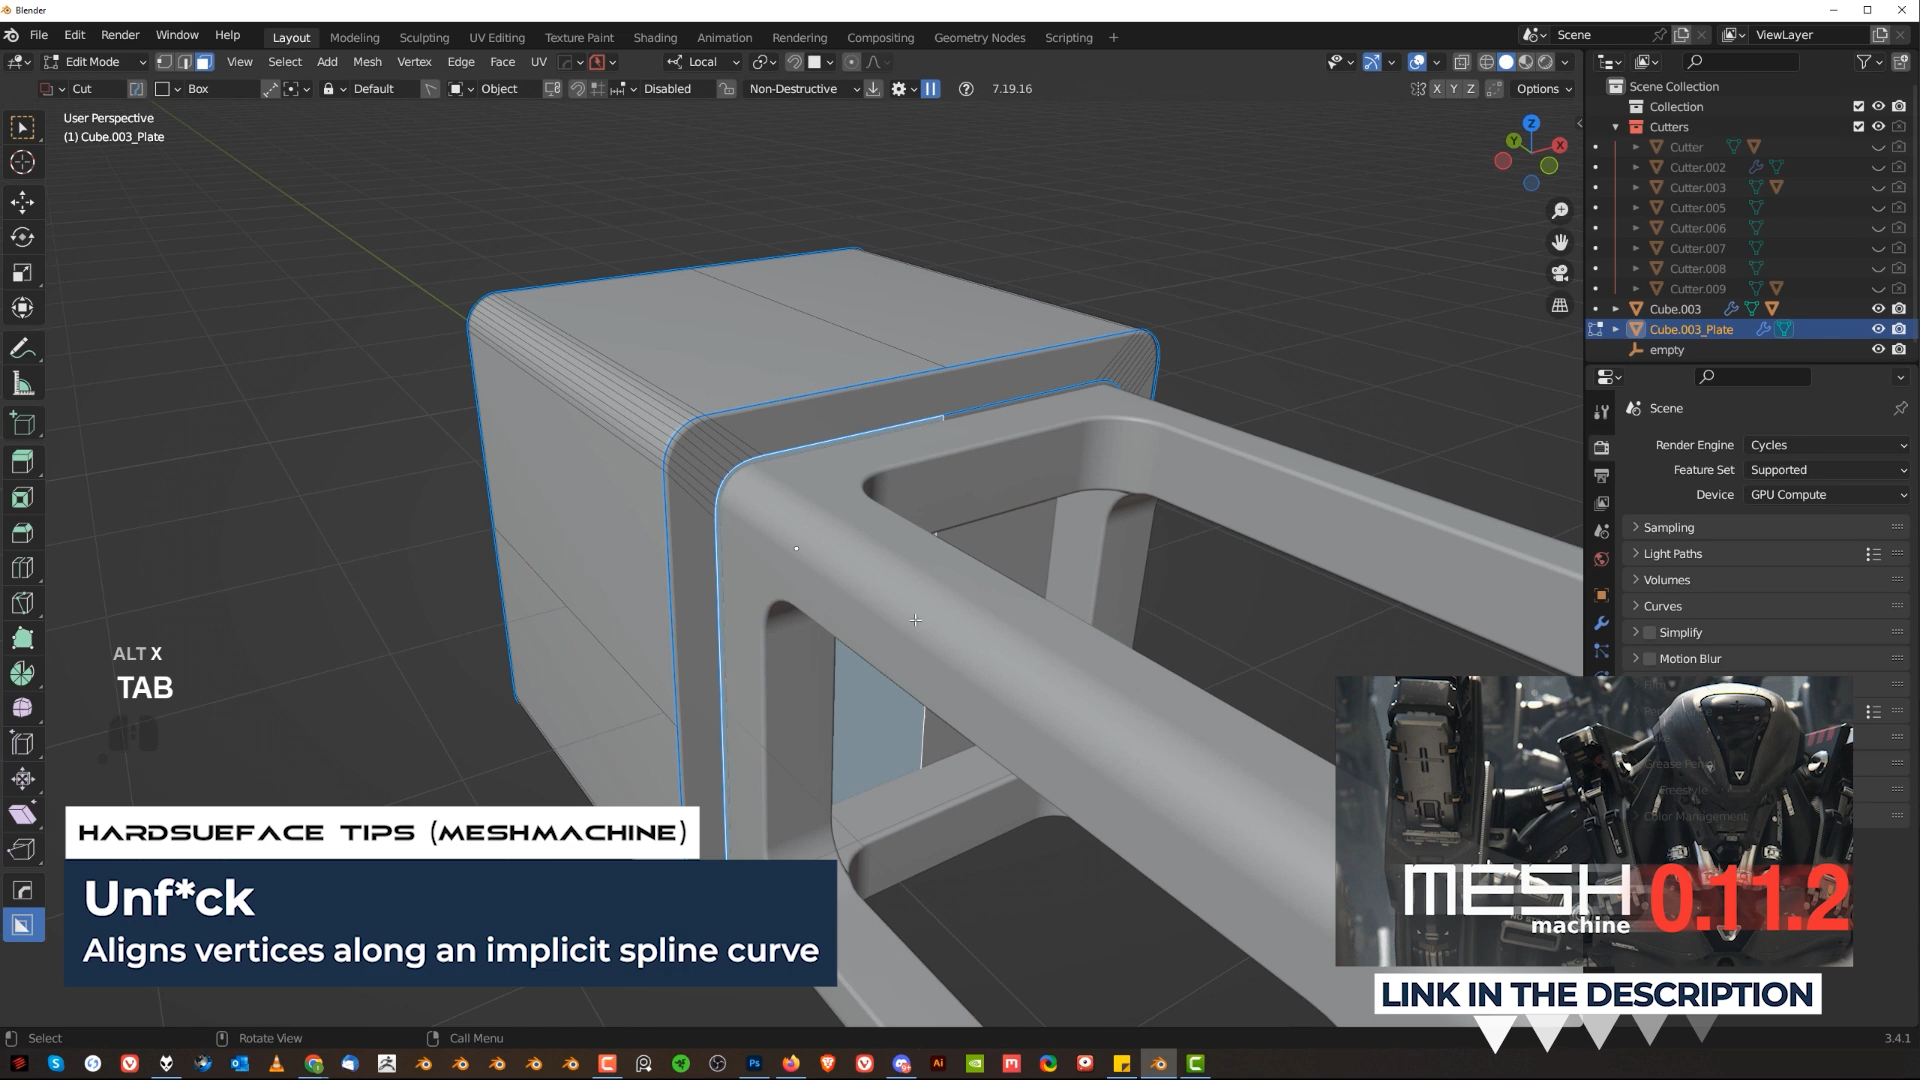 Blender
File Edit Render Window Help Layout Modeling Sculpting UV Editing Texture Paint Shading Animation Rendering Compositing Geometry Nodes Scripting + Scene ViewLayer
Edit Mode View Select Add Mesh Vertex Edge Face UV Local
Cut Box Default Object Disabled Non-Destructive 7.19.16 X Y Z Options
User Perspective
(1) Cube.003_Plate
Z
Y
X
Scene Collection
Collection
Cutters
Cutter
Cutter.002
Cutter.003
Cutter.005
Cutter.006
Cutter.007
Cutter.008
Cutter.009
Cube.003
Cube.003_Plate
empty
Scene
Render Engine Cycles
Feature Set Supported
Device GPU Compute
Sampling
Light Paths
Volumes
Curves
Simplify
Motion Blur
Grease Pencil
Freestyle
Color Management
ALT X
TAB
HARDSUEFACE TIPS (MESHMACHINE)
Unf*ck
Aligns vertices along an implicit spline curve
MESH
machine
0.11.2
LINK IN THE DESCRIPTION
Select Rotate View Call Menu 3.4.1